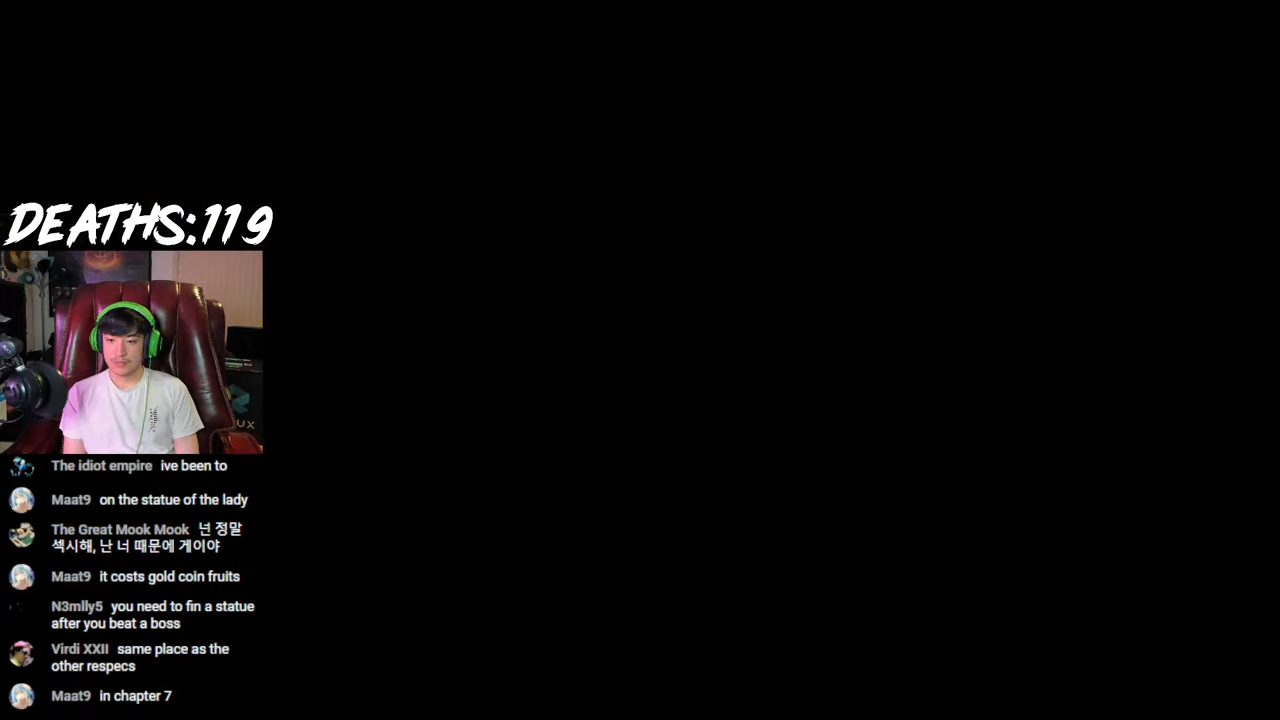 DEATHS:119
UX
The idiot empire ive been to
Maat9 on the statue of the lady
The Great Mook Mook 넌 정말
섹시해, 난 너 때문에 게이야
Maat9 it costs gold coin fruits
N3mlly5 you need to fin a statue
after you beat a boss
Virdi XXII same place as the
other respecs
Maat9 in chapter 7